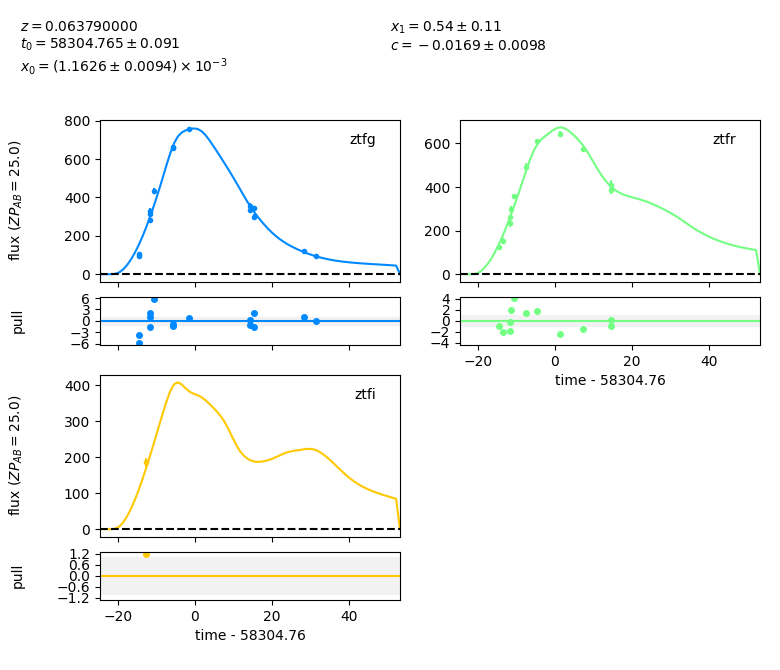 z = 0.063790000
t₀ = 58304.765 ± 0.091
x₀ = (1.1626 ± 0.0094) × 10⁻³
x₁ = 0.54 ± 0.11
c = −0.0169 ± 0.0098
ztfg
flux (ZP_AB = 25.0)
800
600
400
200
0
pull
6
3
0
−3
−6
ztfr
600
400
200
0
4
2
0
−2
−4
−20 0 20 40
time - 58304.76
ztfi
flux (ZP_AB = 25.0)
400
300
200
100
0
pull
1.2
0.6
0.0
−0.6
−1.2
−20 0 20 40
time - 58304.76